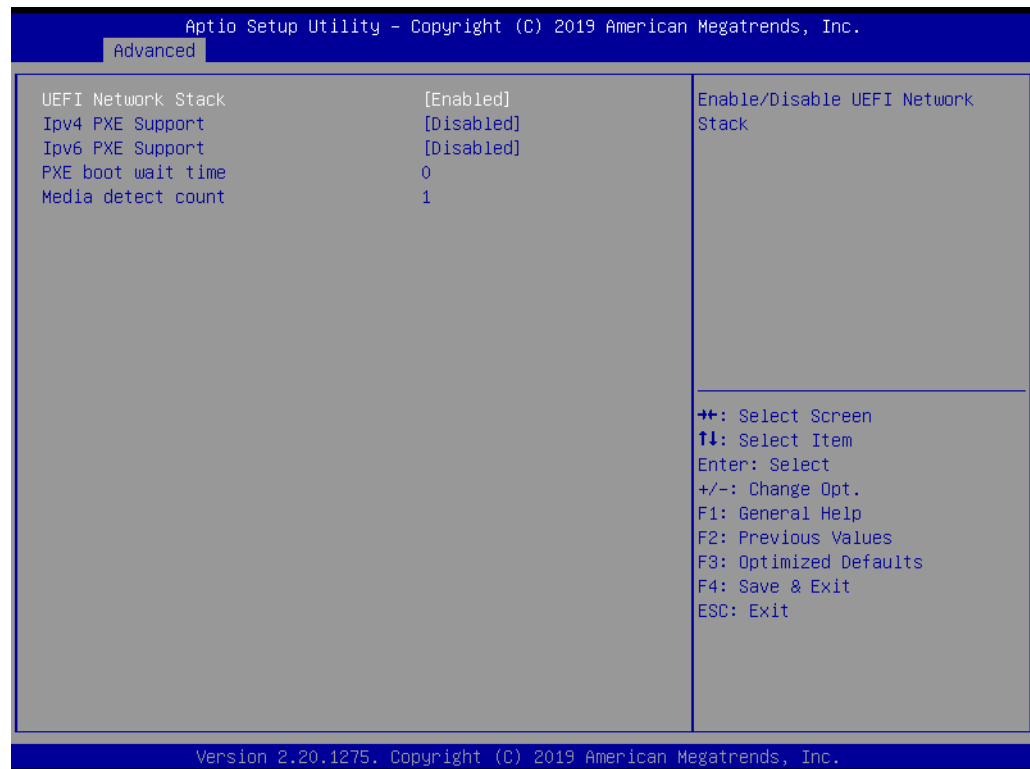 Aptio Setup Utility – Copyright (C) 2019 American Megatrends, Inc.
Advanced
UEFI Network Stack [Enabled]
Ipv4 PXE Support [Disabled]
Ipv6 PXE Support [Disabled]
PXE boot wait time 0
Media detect count 1
Enable/Disable UEFI Network
Stack
→←: Select Screen
↑↓: Select Item
Enter: Select
+/-: Change Opt.
F1: General Help
F2: Previous Values
F3: Optimized Defaults
F4: Save & Exit
ESC: Exit
Version 2.20.1275. Copyright (C) 2019 American Megatrends, Inc.